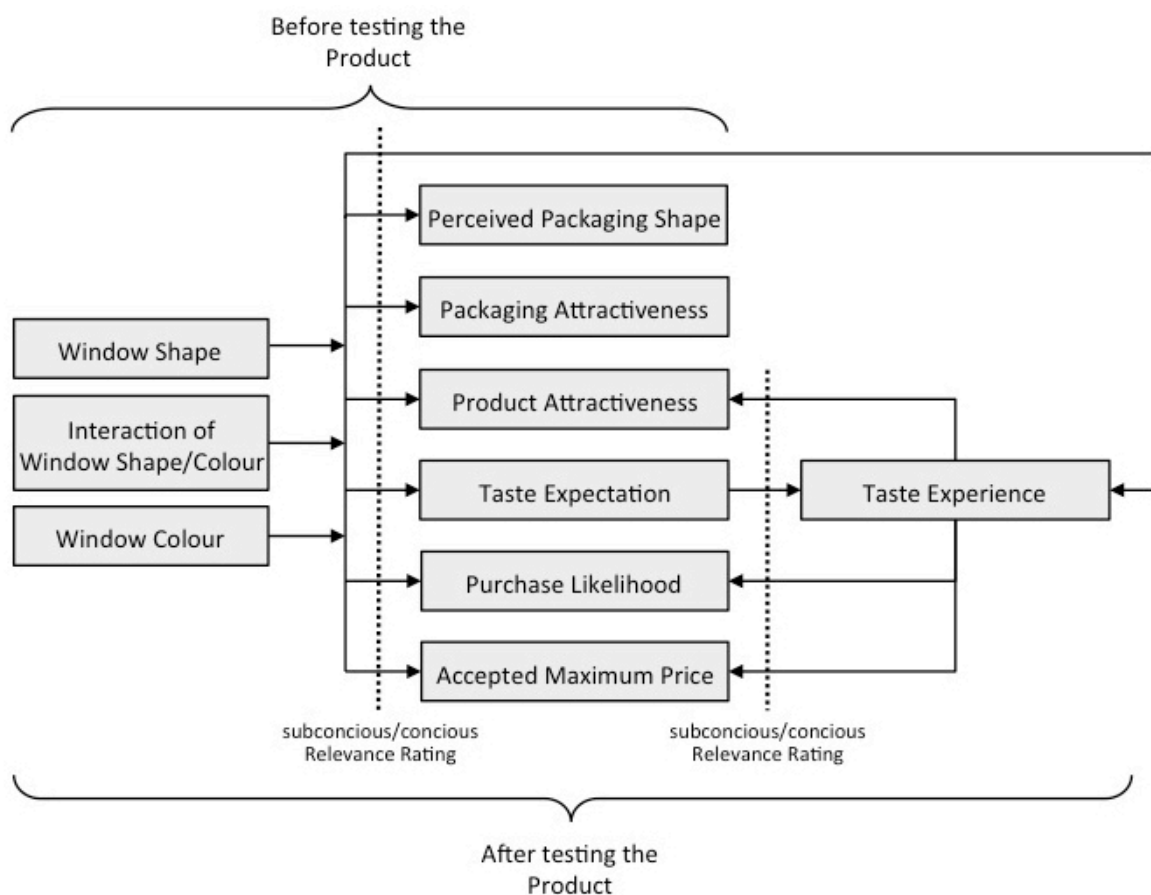 Before testing the
Product
Perceived Packaging Shape
Packaging Attractiveness
Window Shape
Product Attractiveness
Interaction of
Window Shape/Colour
Taste Expectation
Taste Experience
Window Colour
Purchase Likelihood
Accepted Maximum Price
subconcious/concious
Relevance Rating
subconcious/concious
Relevance Rating
After testing the
Product